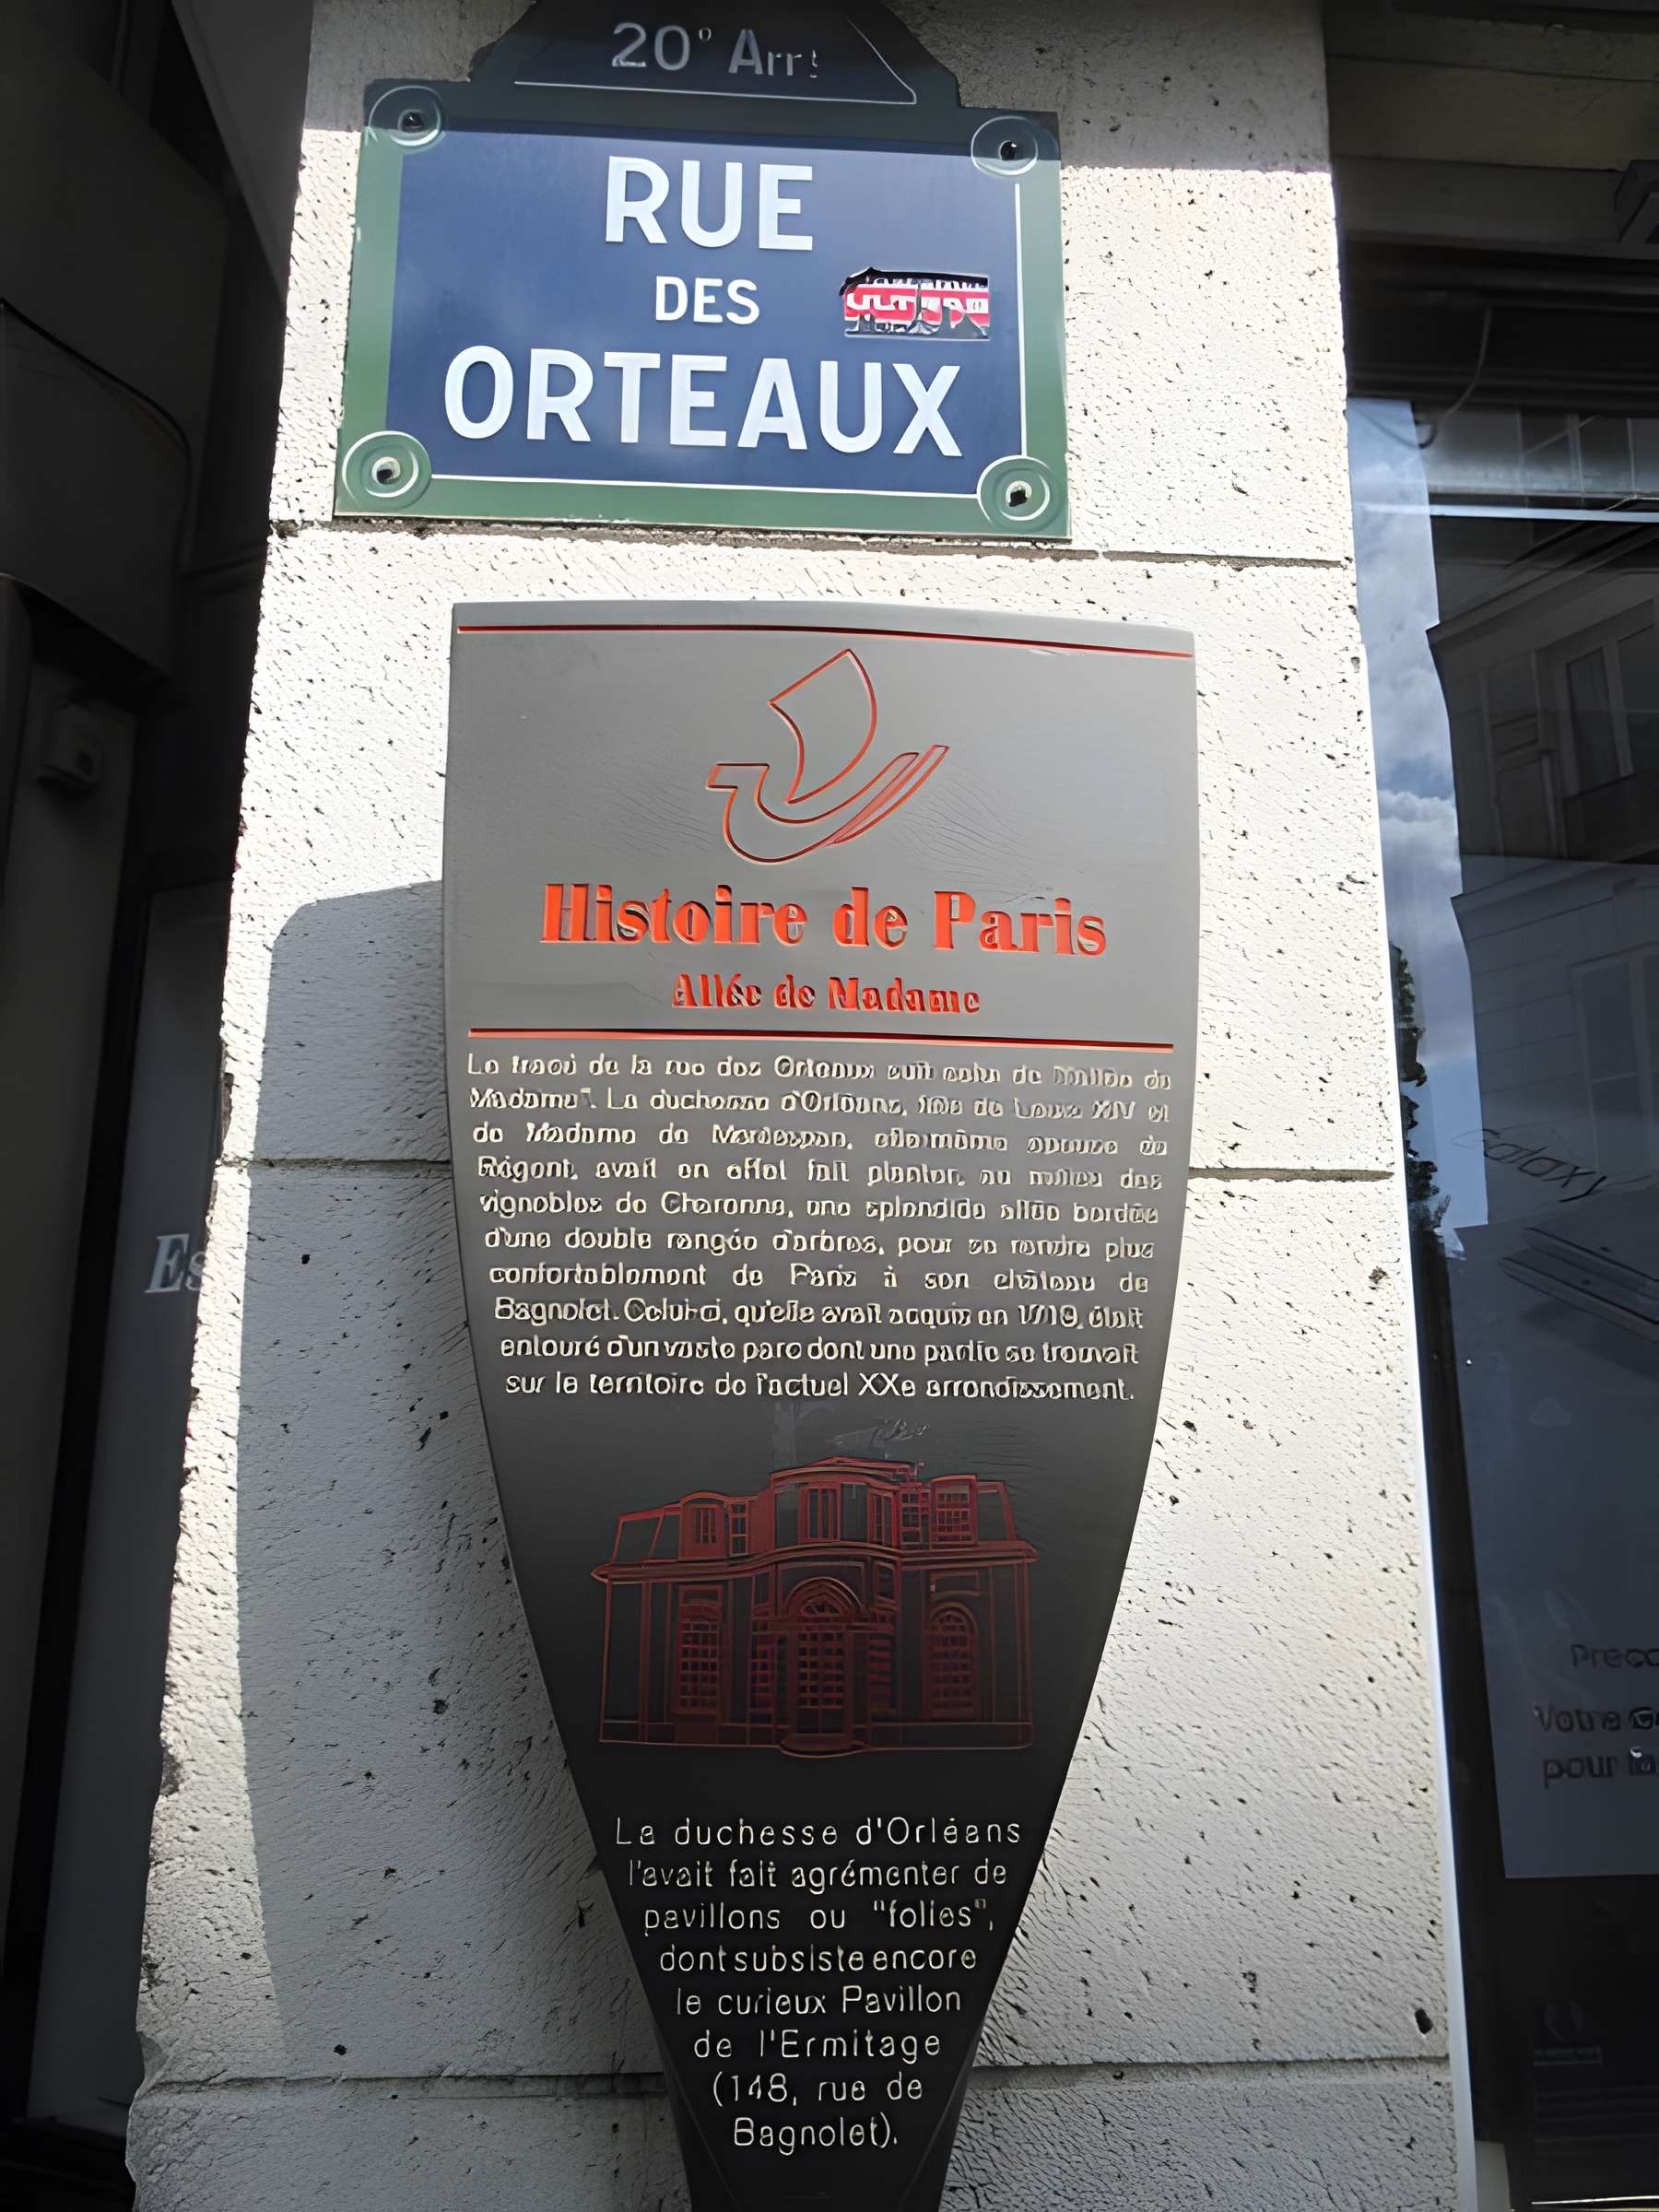 20e Arrt
RUE
DES
ORTEAUX
Histoire de Paris
Allée de Madame
Le tracé de la rue des Orteaux suit celui de l'"allée de
Madame". La duchesse d'Orléans, fille de Louis XIV et
de Madame de Montespan, elle-même épouse du
Régent, avait en effet fait planter, au milieu des
vignobles de Charonne, une splendide allée bordée
d'une double rangée d'arbres, pour se rendre plus
confortablement de Paris à son château de
Bagnolet. Celui-ci, qu'elle avait acquis en 1719, était
entouré d'un vaste parc dont une partie se trouvait
sur le territoire de l'actuel XXe arrondissement.
La duchesse d'Orléans
l'avait fait agrémenter de
pavillons ou "folies",
dont subsiste encore
le curieux Pavillon
de l'Ermitage
(148, rue de
Bagnolet).
Es
Galaxy
Votre
pour